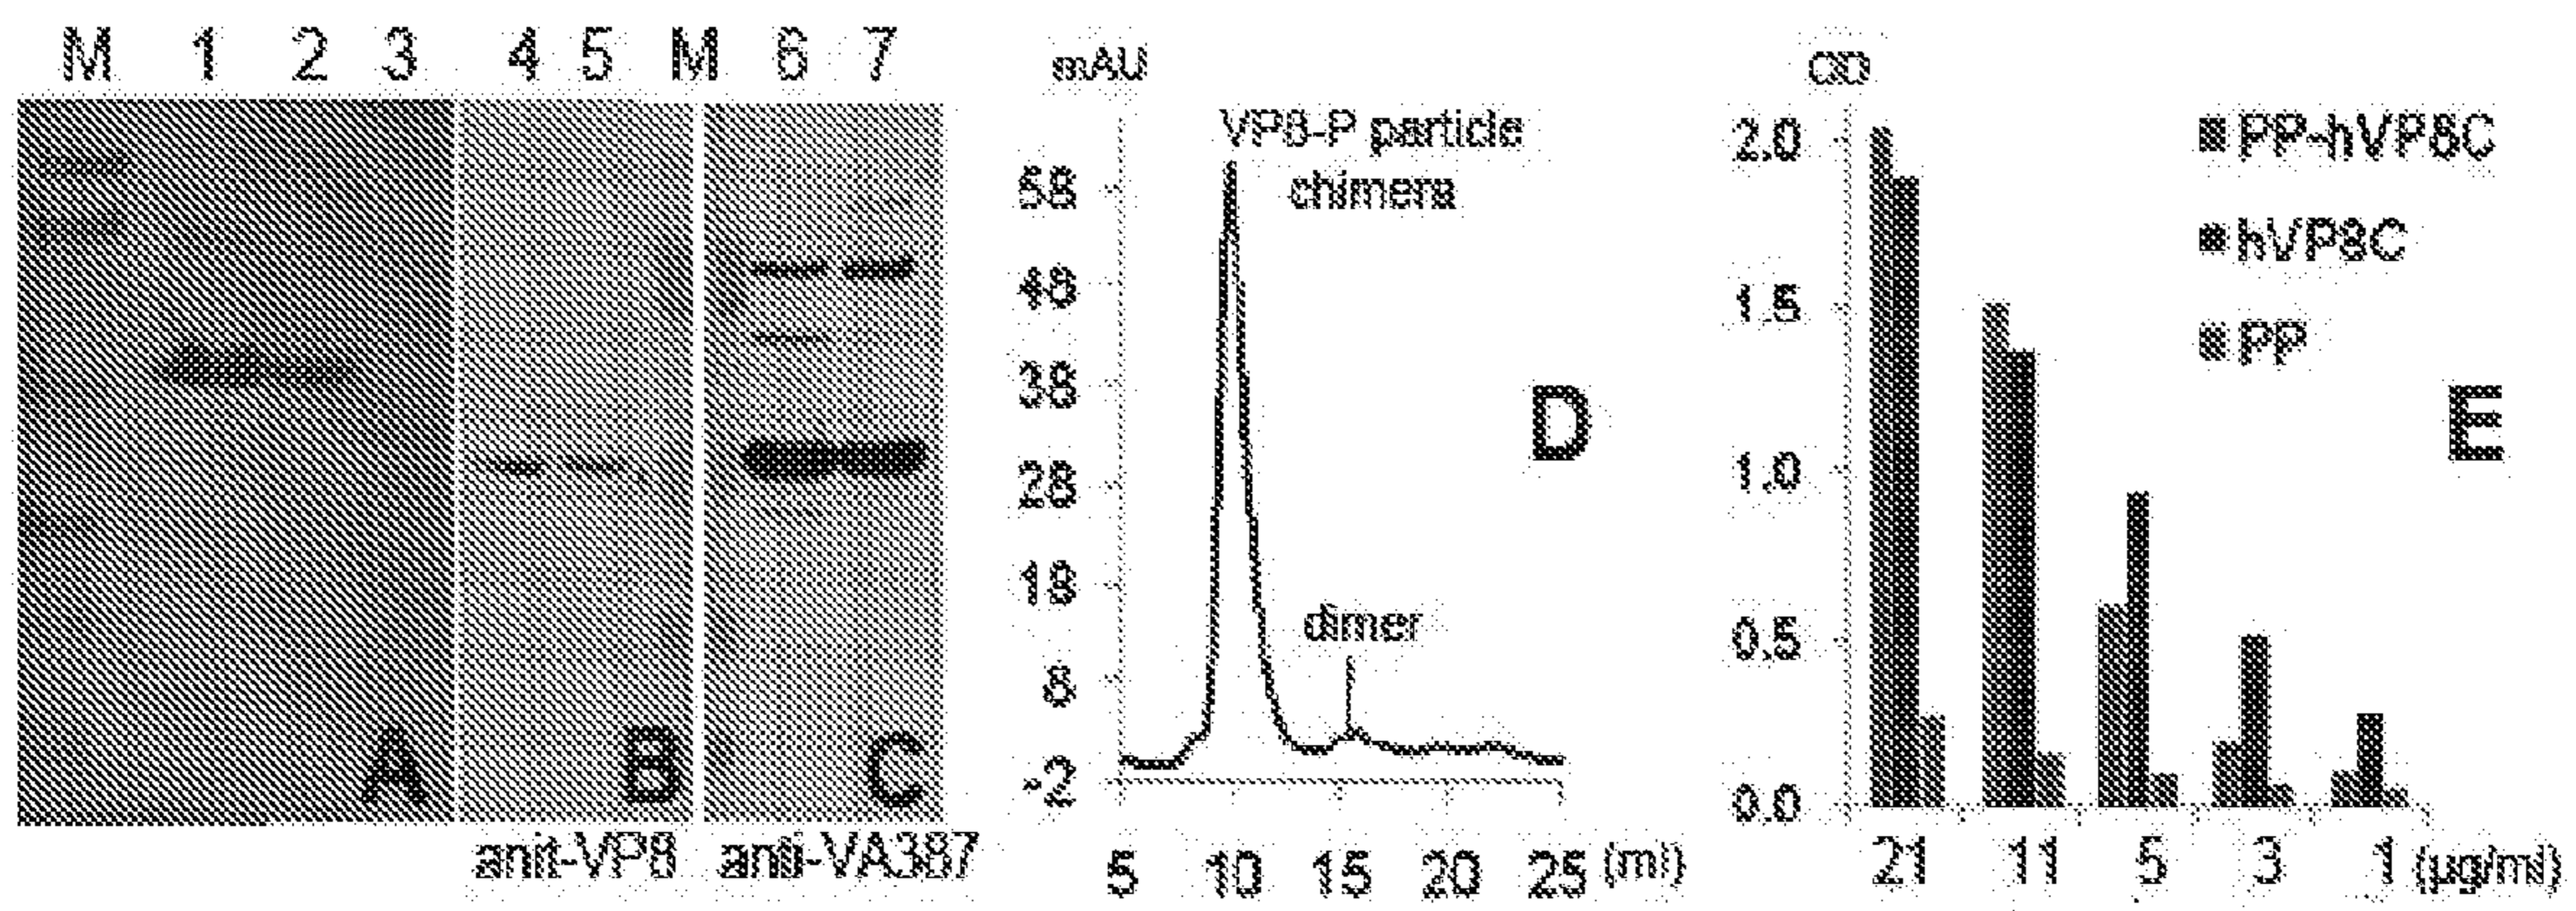 M 1 2 3 4 5 M 6 7
A
B
C
anit-VP8
anti-VA387
mAU
VP8-P particle
chimera
58
48
38
28
18
8
-2
dimer
D
5 10 15 20 25 (ml)
OD
2.0
1.5
1.0
0.5
0.0
PP-hVP8C
hVP8C
PP
E
21 11 5 3 1 (µg/ml)